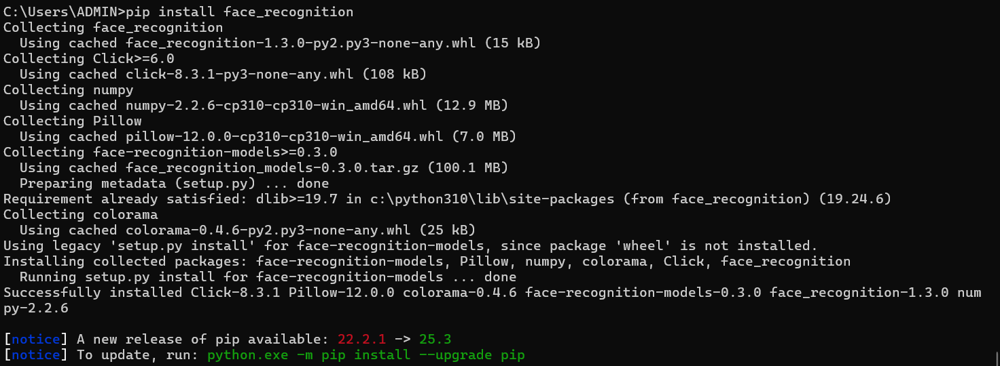 C:\Users\ADMIN>pip install face_recognition
Collecting face_recognition
  Using cached face_recognition-1.3.0-py2.py3-none-any.whl (15 kB)
Collecting Click>=6.0
  Using cached click-8.3.1-py3-none-any.whl (108 kB)
Collecting numpy
  Using cached numpy-2.2.6-cp310-cp310-win_amd64.whl (12.9 MB)
Collecting Pillow
  Using cached pillow-12.0.0-cp310-cp310-win_amd64.whl (7.0 MB)
Collecting face-recognition-models>=0.3.0
  Using cached face_recognition_models-0.3.0.tar.gz (100.1 MB)
  Preparing metadata (setup.py) ... done
Requirement already satisfied: dlib>=19.7 in c:\python310\lib\site-packages (from face_recognition) (19.24.6)
Collecting colorama
  Using cached colorama-0.4.6-py2.py3-none-any.whl (25 kB)
Using legacy 'setup.py install' for face-recognition-models, since package 'wheel' is not installed.
Installing collected packages: face-recognition-models, Pillow, numpy, colorama, Click, face_recognition
  Running setup.py install for face-recognition-models ... done
Successfully installed Click-8.3.1 Pillow-12.0.0 colorama-0.4.6 face-recognition-models-0.3.0 face_recognition-1.3.0 num
py-2.2.6

[notice] A new release of pip available: 22.2.1 -> 25.3
[notice] To update, run: python.exe -m pip install --upgrade pip